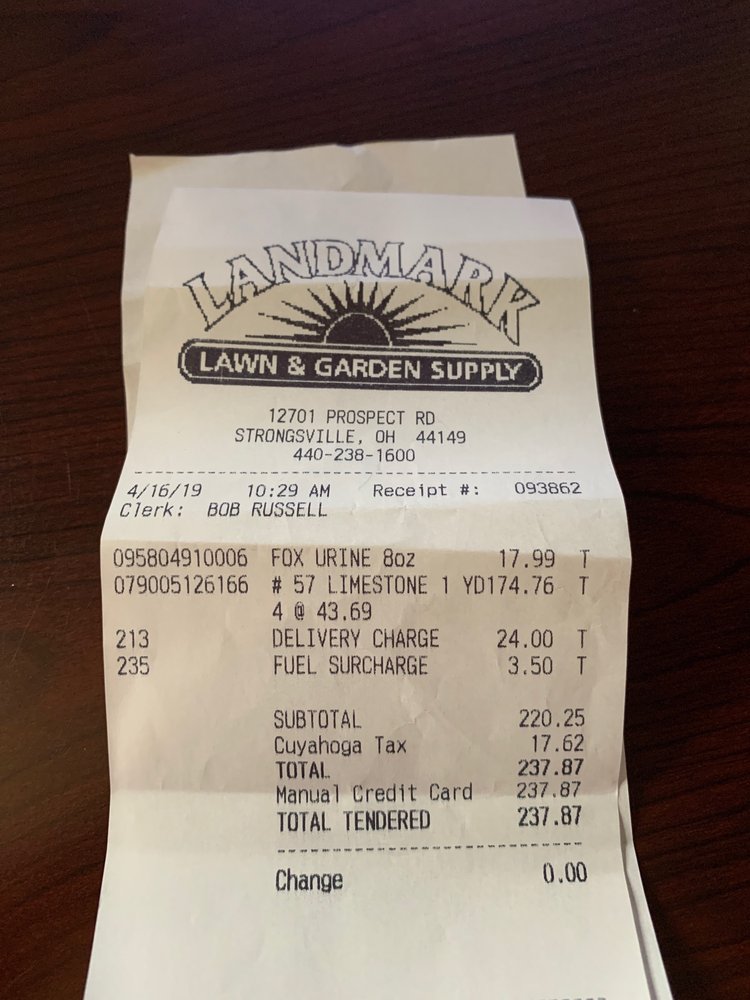 LANDMARK
LAWN & GARDEN SUPPLY
12701 PROSPECT RD
STRONGSVILLE, OH 44149
440-238-1600
4/16/19 10:29 AM Receipt #: 093862
Clerk: BOB RUSSELL
095804910006 FOX URINE 8oz 17.99 T
079005126166 # 57 LIMESTONE 1 YD174.76 T
4 @ 43.69
213 DELIVERY CHARGE 24.00 T
235 FUEL SURCHARGE 3.50 T
SUBTOTAL 220.25
Cuyahoga Tax 17.62
TOTAL 237.87
Manual Credit Card 237.87
TOTAL TENDERED 237.87
Change 0.00